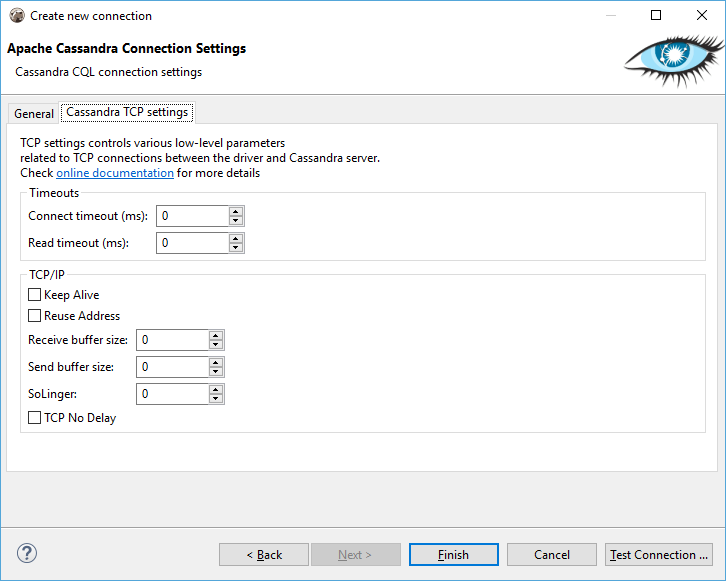 Create new connection
Apache Cassandra Connection Settings
Cassandra CQL connection settings
General
Cassandra TCP settings
TCP settings controls various low-level parameters
related to TCP connections between the driver and Cassandra server.
Check online documentation for more details
Timeouts
Connect timeout (ms): 0
Read timeout (ms): 0
TCP/IP
Keep Alive
Reuse Address
Receive buffer size: 0
Send buffer size: 0
SoLinger: 0
TCP No Delay
? < Back Next > Finish Cancel Test Connection ...